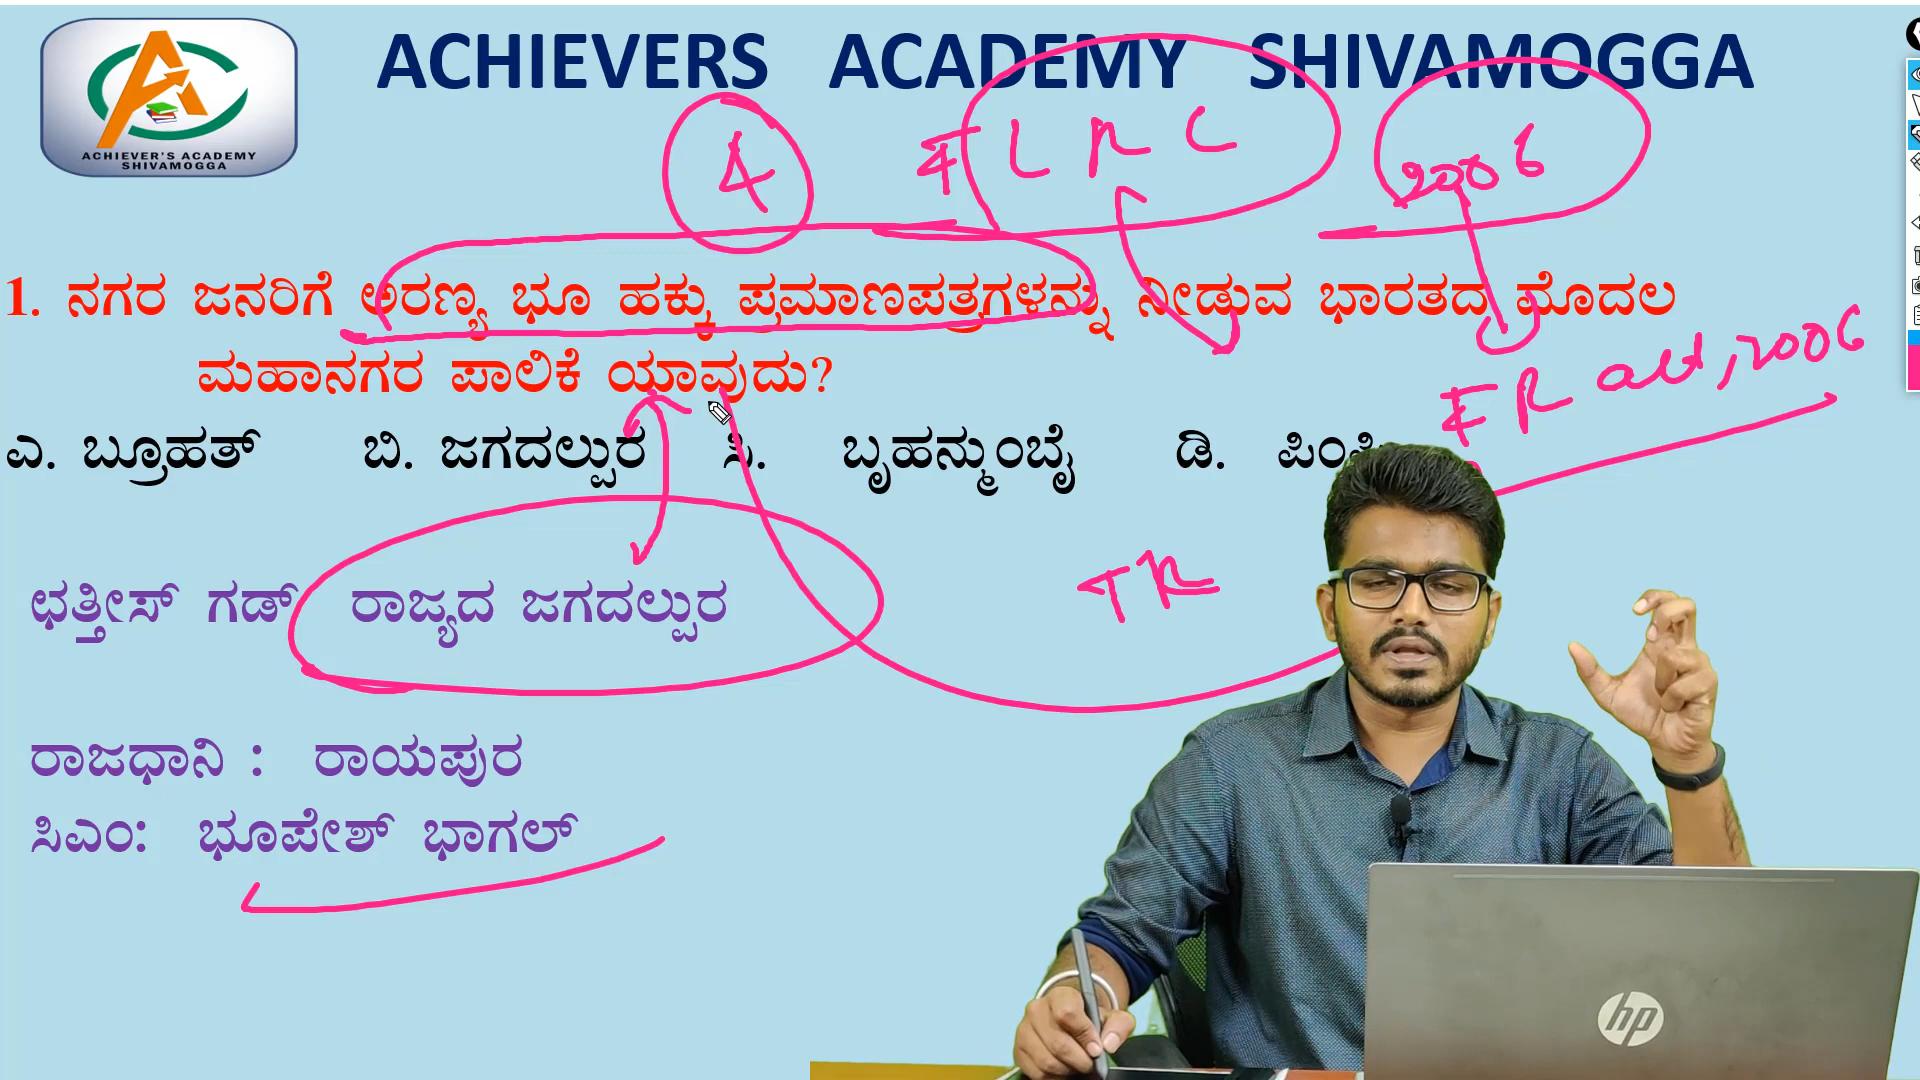 ACHIEVERS ACADEMY SHIVAMOGGA
ACHIEVER'S ACADEMY
SHIVAMOGGA
4 FLRC 2006
1. ನಗರ ಜನರಿಗೆ ಅರಣ್ಯ ಭೂ ಹಕ್ಕು ಪ್ರಮಾಣಪತ್ರಗಳನ್ನು ನೀಡುವ ಭಾರತದ ಮೊದಲ
ಮಹಾನಗರ ಪಾಲಿಕೆ ಯಾವುದು?
FR act, 2006
ಎ. ಬ್ರೂಹತ್ ಬಿ. ಜಗದಲ್ಪುರ ಸಿ. ಬೃಹನ್ಮುಂಬೈ ಡಿ.
ಛತ್ತೀಸ್ ಗಡ್ ರಾಜ್ಯದ ಜಗದಲ್ಪುರ
TR
ರಾಜಧಾನಿ : ರಾಯಪುರ
ಸಿಎಂ: ಭೂಪೇಶ್ ಭಾಗಲ್
hp